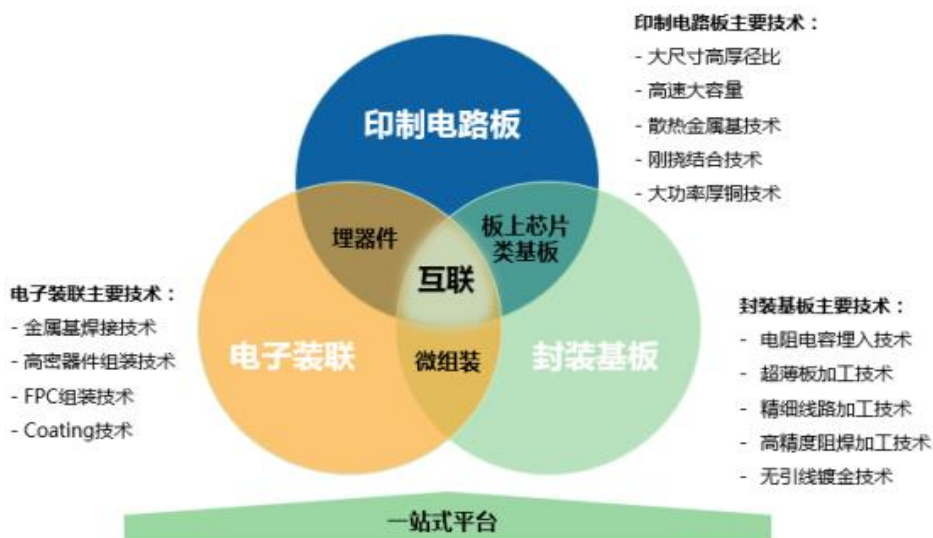 印制电路板主要技术：
- 大尺寸高厚径比
- 高速大容量
- 散热金属基技术
- 刚挠结合技术
- 大功率厚铜技术
印制电路板
埋器件
板上芯片
类基板
互联
电子装联主要技术：
- 金属基焊接技术
- 高密器件组装技术
- FPC组装技术
- Coating技术
电子装联
微组装
封装基板
封装基板主要技术：
- 电阻电容埋入技术
- 超薄板加工技术
- 精细线路加工技术
- 高精度阻焊加工技术
- 无引线镀金技术
一站式平台